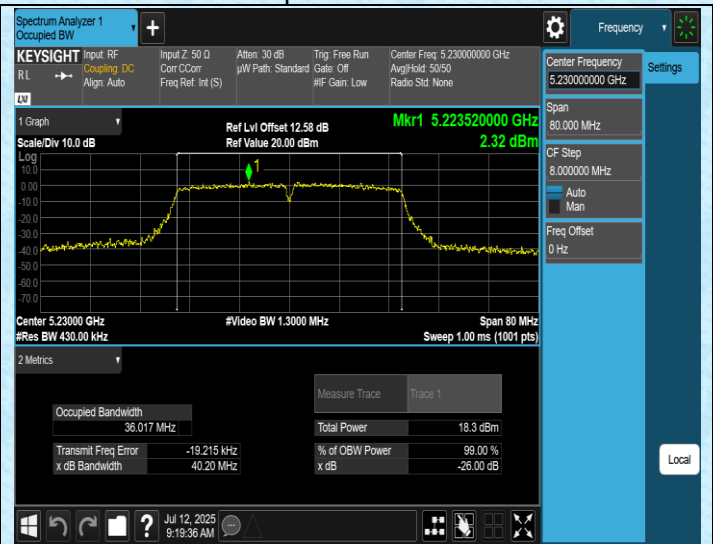 Spectrum Analyzer 1
Occupied BW
+
Frequency
KEYSIGHT
RL
LXI
Input: RF
Coupling: DC
Align: Auto
Input Z: 50 Ω
Corr CCorr
Freq Ref: Int (S)
Atten: 30 dB
µW Path: Standard
Trig: Free Run
Gate: Off
#IF Gain: Low
Center Freq: 5.230000000 GHz
Avg|Hold: 50/50
Radio Std: None
Center Frequency
5.230000000 GHz
Settings
Span
80.000 MHz
CF Step
8.000000 MHz
Auto
Man
Freq Offset
0 Hz
Local
1 Graph
Scale/Div 10.0 dB
Ref Lvl Offset 12.58 dB
Ref Value 20.00 dBm
Mkr1 5.223520000 GHz
2.32 dBm
Log
10.0
0.00
-10.0
-20.0
-30.0
-40.0
-50.0
-60.0
-70.0
1
Center 5.23000 GHz
#Res BW 430.00 kHz
#Video BW 1.3000 MHz
Span 80 MHz
Sweep 1.00 ms (1001 pts)
2 Metrics
Measure Trace Trace 1
Occupied Bandwidth
36.017 MHz
Total Power 18.3 dBm
Transmit Freq Error -19.215 kHz
% of OBW Power 99.00 %
x dB Bandwidth 40.20 MHz
x dB -26.00 dB
?
Jul 12, 2025
9:19:36 AM